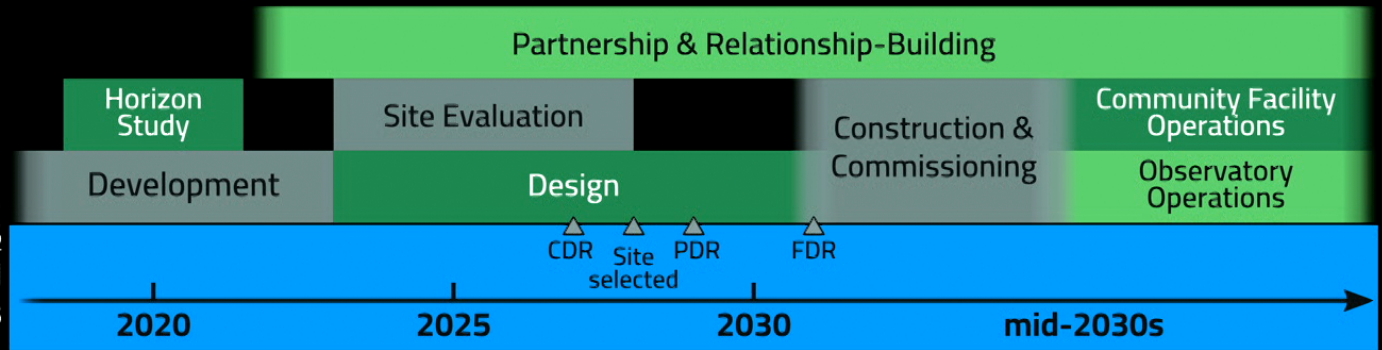 Partnership & Relationship-Building
Horizon
Study
Site Evaluation
Construction &
Commissioning
Community Facility
Operations
Development
Design
Observatory
Operations
CDR
Site
selected
PDR
FDR
2020
2025
2030
mid-2030s